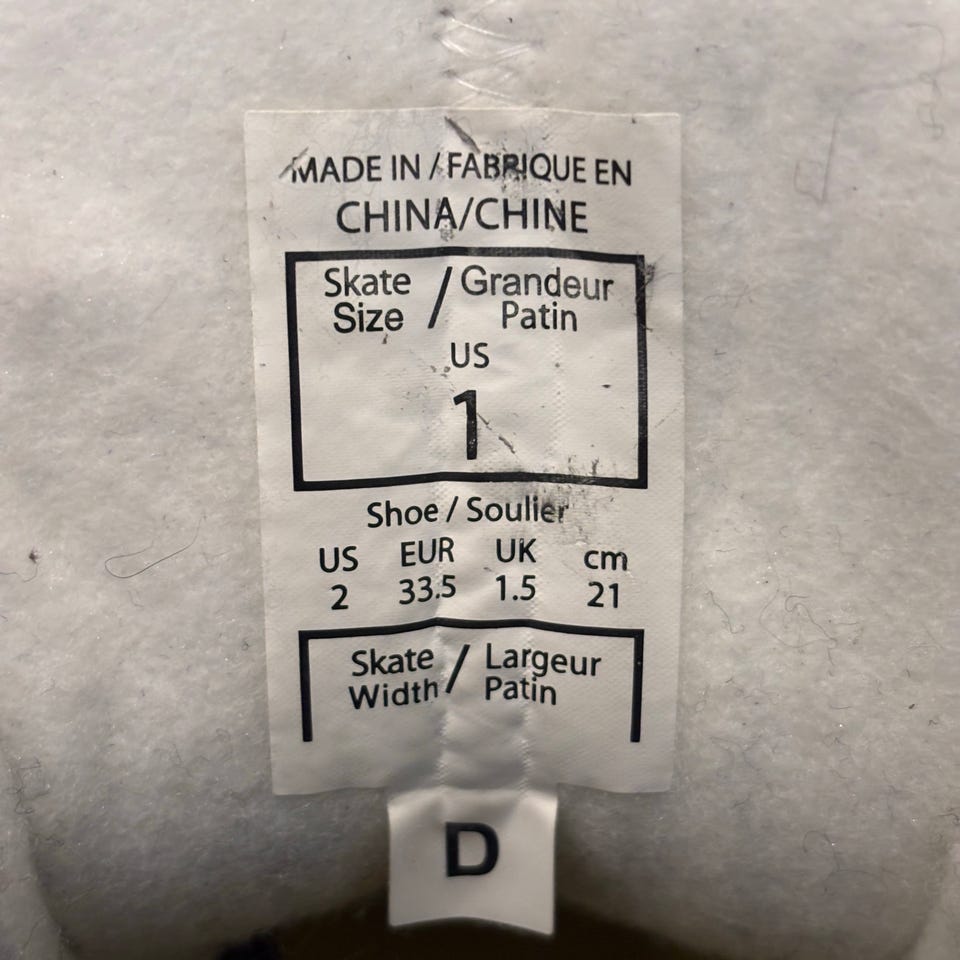 MADE IN / FABRIQUE EN
CHINA/CHINE
Skate Size / Grandeur Patin
US
1
Shoe / Soulier
US EUR UK cm
2 33.5 1.5 21
Skate Width / Largeur Patin
D